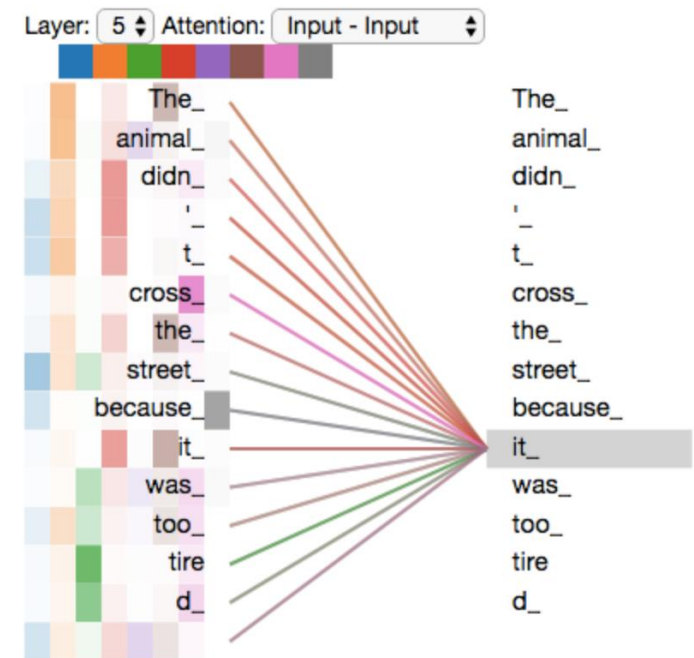 Layer: 5 Attention: Input - Input
The_ The_
animal_ animal_
didn_ didn_
'_ '_
t_ t_
cross_ cross_
the_ the_
street_ street_
because_ because_
it_ it_
was_ was_
too_ too_
tire tire
d_ d_